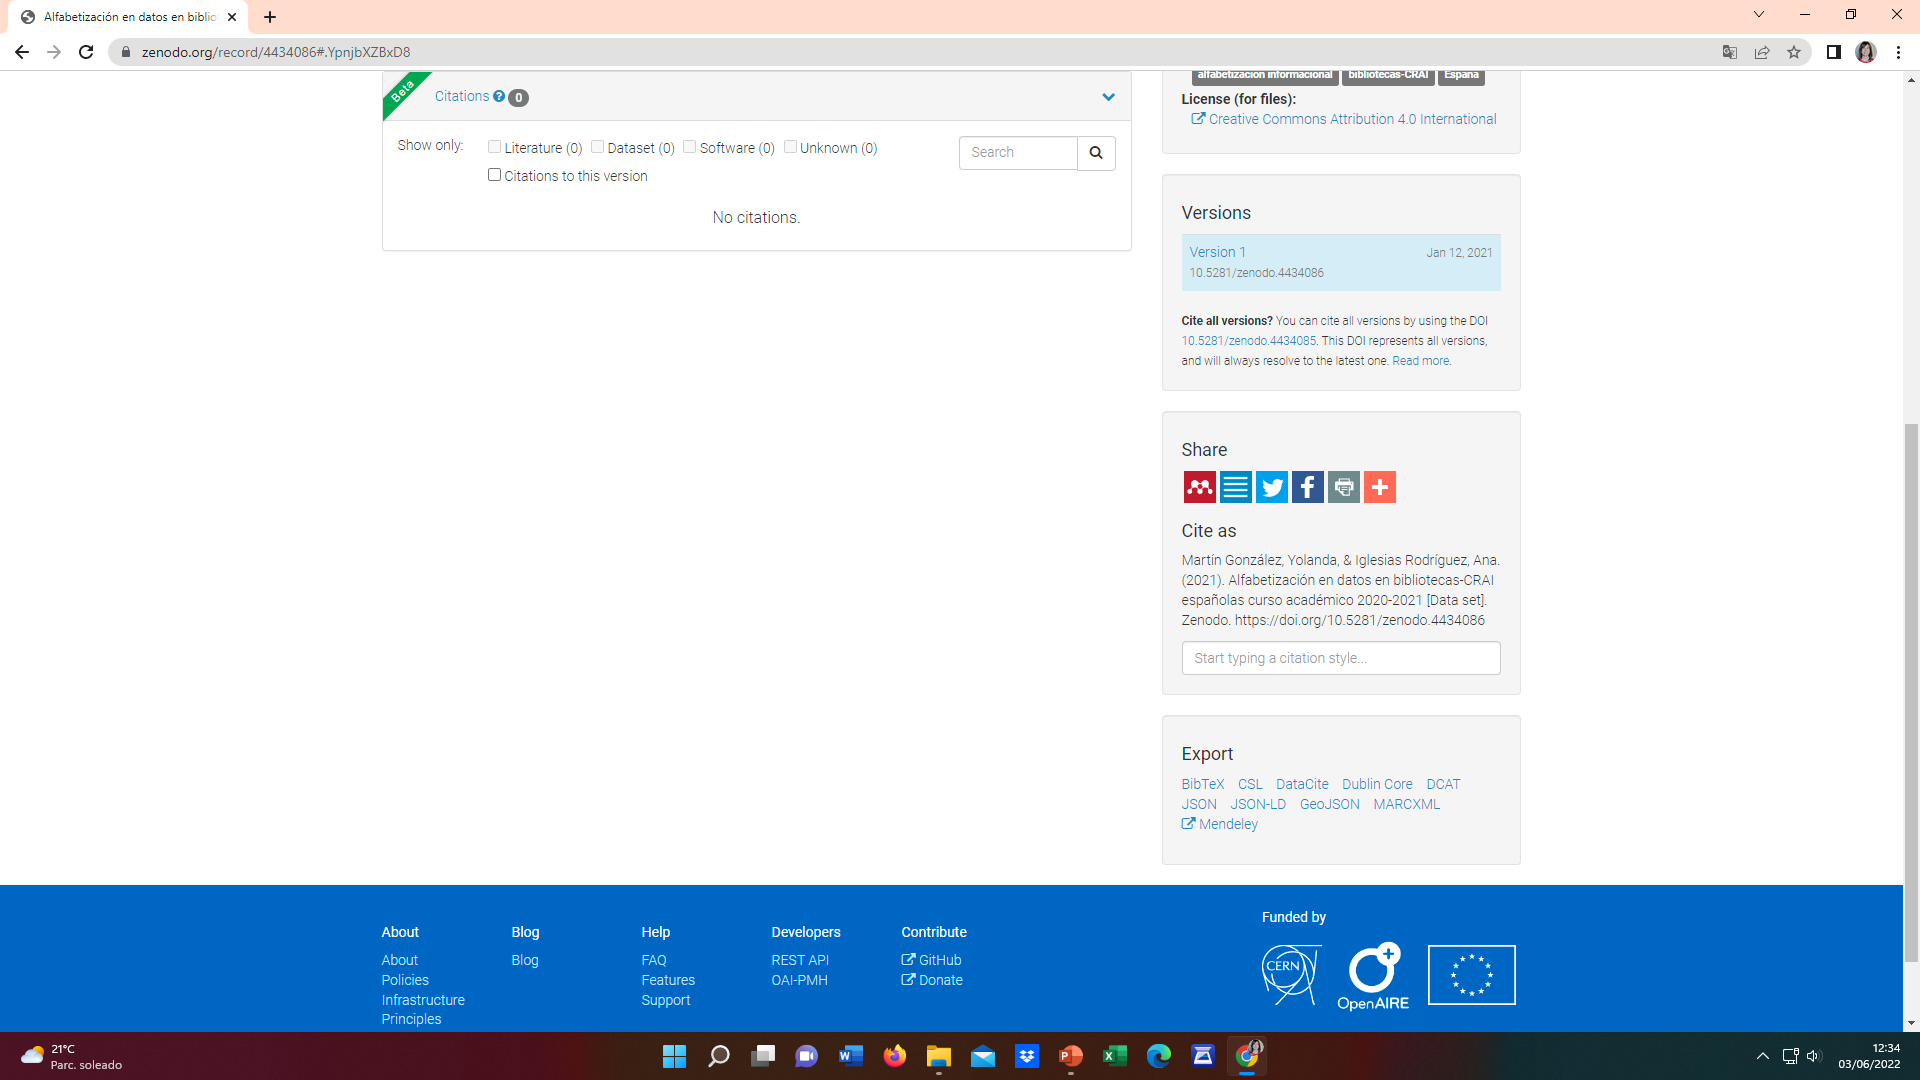 Alfabetización en datos en biblio
zenodo.org/record/4434086#.YpnjbXZBxD8
Beta
Citations 0
Show only:
Literature (0) Dataset (0) Software (0) Unknown (0)
Search
Citations to this version
No citations.
alfabetización informacional bibliotecas-CRAI España
License (for files):
Creative Commons Attribution 4.0 International
Versions
Version 1 Jan 12, 2021
10.5281/zenodo.4434086
Cite all versions? You can cite all versions by using the DOI
10.5281/zenodo.4434085. This DOI represents all versions,
and will always resolve to the latest one. Read more.
Share
Cite as
Martín González, Yolanda, & Iglesias Rodríguez, Ana.
(2021). Alfabetización en datos en bibliotecas-CRAI
españolas curso académico 2020-2021 [Data set].
Zenodo. https://doi.org/10.5281/zenodo.4434086
Start typing a citation style...
Export
BibTeX CSL DataCite Dublin Core DCAT
JSON JSON-LD GeoJSON MARCXML
Mendeley
About
About
Policies
Infrastructure
Principles
Blog
Blog
Help
FAQ
Features
Support
Developers
REST API
OAI-PMH
Contribute
GitHub
Donate
Funded by
CERN
OpenAIRE
21°C
Parc. soleado
12:34
03/06/2022